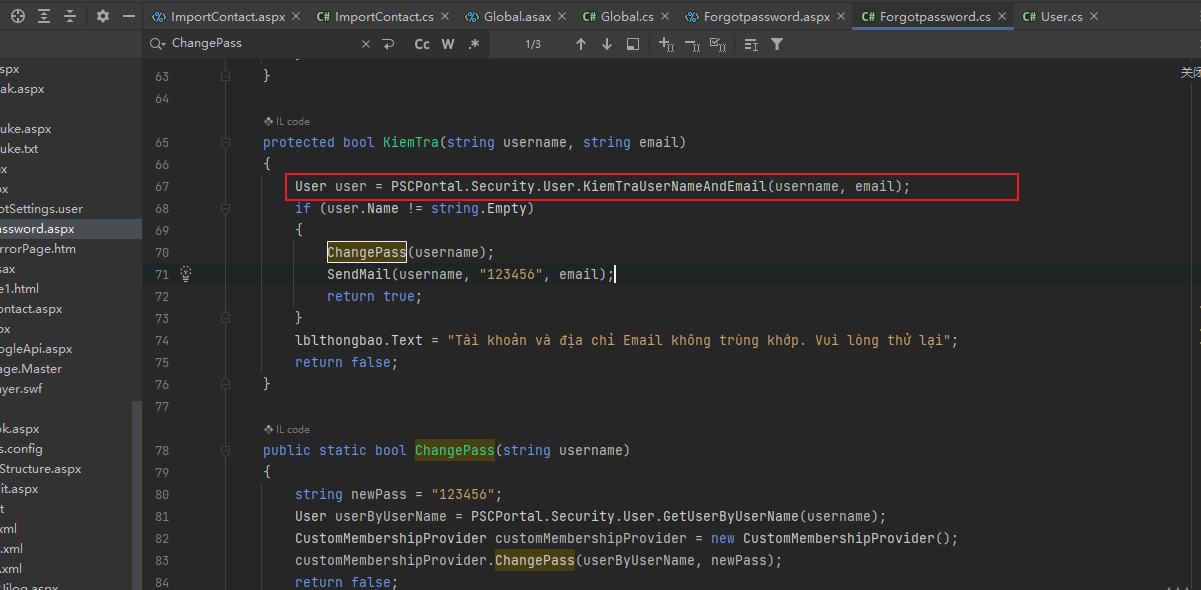 ImportContact.aspx
C# ImportContact.cs
Global.asax
C# Global.cs
Forgotpassword.aspx
C# Forgotpassword.cs
C# User.cs
ChangePass
Cc W .*
1/3
关闭
spx
ak.aspx
uke.aspx
uke.txt
x
ox
otSettings.user
assword.aspx
rrorPage.htm
sax
e1.html
ontact.aspx
ox
ogleApi.aspx
age.Master
ayer.swf
ok.aspx
s.config
Structure.aspx
it.aspx
t
xml
.xml
.xml
63 }
64
IL code
65 protected bool KiemTra(string username, string email)
66 {
67 User user = PSCPortal.Security.User.KiemTraUserNameAndEmail(username, email);
68 if (user.Name != string.Empty)
69 {
70 ChangePass(username);
71 SendMail(username, "123456", email);
72 return true;
73 }
74 lblthongbao.Text = "Tài khoản và địa chỉ Email không trùng khớp. Vui lòng thử lại";
75 return false;
76 }
77
IL code
78 public static bool ChangePass(string username)
79 {
80 string newPass = "123456";
81 User userByUserName = PSCPortal.Security.User.GetUserByUserName(username);
82 CustomMembershipProvider customMembershipProvider = new CustomMembershipProvider();
83 customMembershipProvider.ChangePass(userByUserName, newPass);
84 return false;